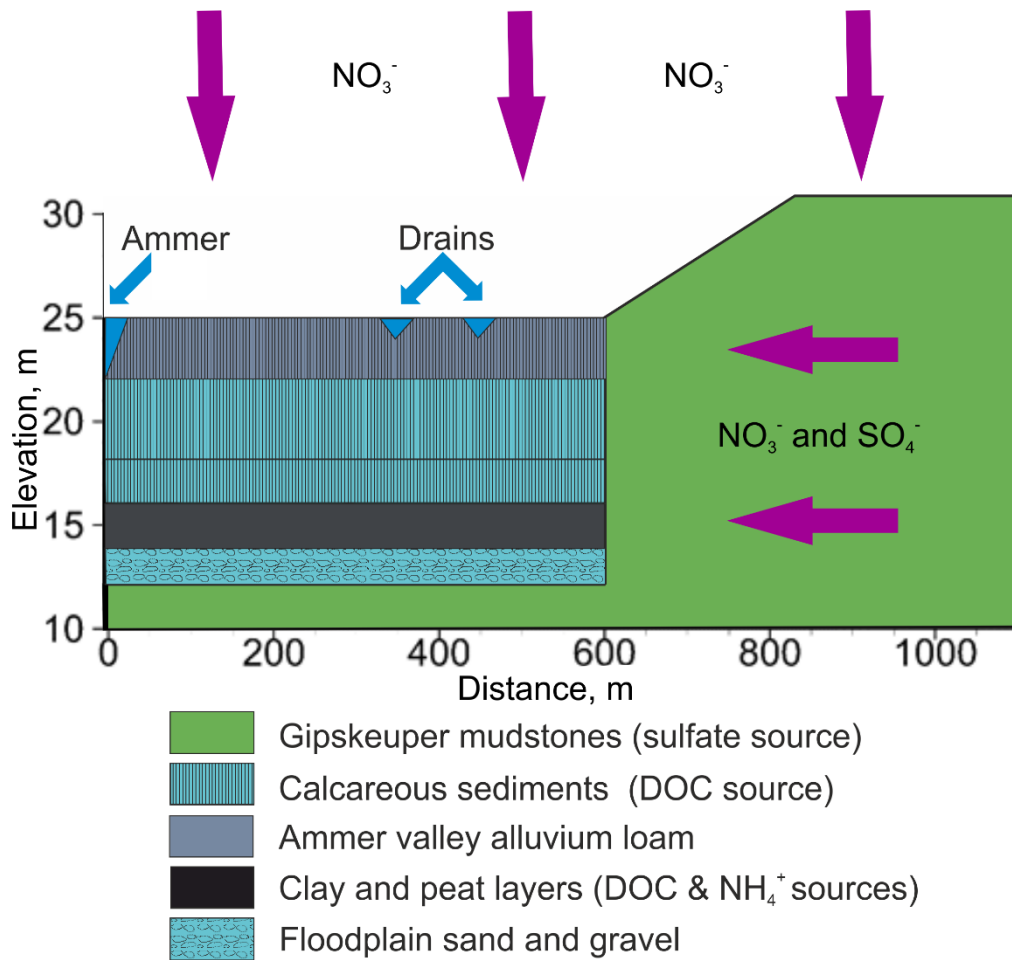 NO₃⁻ NO₃⁻
30
Ammer Drains
25
20
NO₃⁻ and SO₄⁻
15
10
Elevation, m
0 200 400 600 800 1000
Distance, m
Gipskeuper mudstones (sulfate source)
Calcareous sediments (DOC source)
Ammer valley alluvium loam
Clay and peat layers (DOC & NH₄⁺ sources)
Floodplain sand and gravel